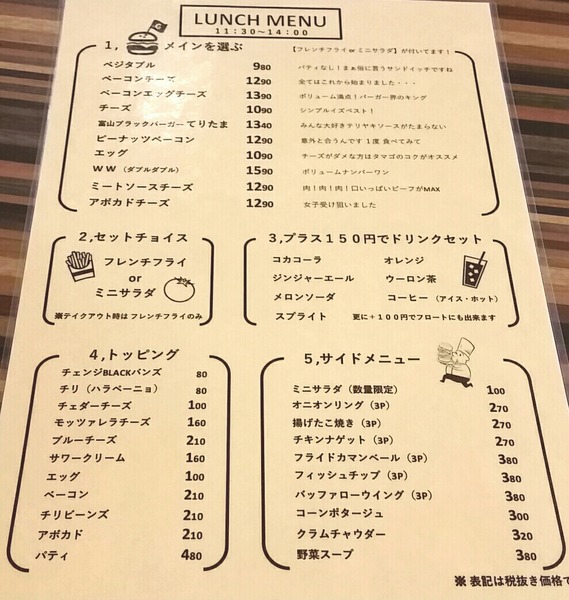 LUNCH MENU
11:30~14:00
1, メインを選ぶ 【フレンチフライ or ミニサラダ】が付いてます!
ベジタブル 980 パティなし!まぁ俗に言うサンドイッチですね
ベーコンチーズ 1290 全てはこれから始まりました・・・
ベーコンエッグチーズ 1390 ボリューム満点!バーガー界のキング
チーズ 1090 シンプルイズベスト!
富山ブラックバーガー てりたま 1340 みんな大好きテリヤキソースがたまらない
ピーナッツベーコン 1290 意外と合うんです1度 食べてみて
エッグ 1090 チーズがダメな方はタマゴのコクがオススメ
WW (ダブルダブル) 1590 ボリュームナンバーワン
ミートソースチーズ 1290 肉!肉!肉!口いっぱいビーフがMAX
アボカドチーズ 1290 女子受け狙いました
2,セットチョイス
フレンチフライ
or
ミニサラダ
※テイクアウト時は フレンチフライのみ
3,プラス150円でドリンクセット
コカコーラ オレンジ
ジンジャーエール ウーロン茶
メロンソーダ コーヒー (アイス・ホット)
スプライト 更に+100円でフロートにも出来ます
4,トッピング
チェンジBLACKバンズ 80
チリ(ハラペーニョ) 80
チェダーチーズ 100
モッツァレラチーズ 160
ブルーチーズ 210
サワークリーム 160
エッグ 100
ベーコン 210
チリビーンズ 210
アボカド 210
パティ 480
5,サイドメニュー
ミニサラダ(数量限定) 100
オニオンリング(3P) 270
揚げたこ焼き(3P) 270
チキンナゲット(3P) 270
フライドカマンベール(3P) 380
フィッシュチップ(3P) 380
バッファローウイング(3P) 380
コーンポタージュ 300
クラムチャウダー 320
野菜スープ 380
※ 表記は税抜き価格で